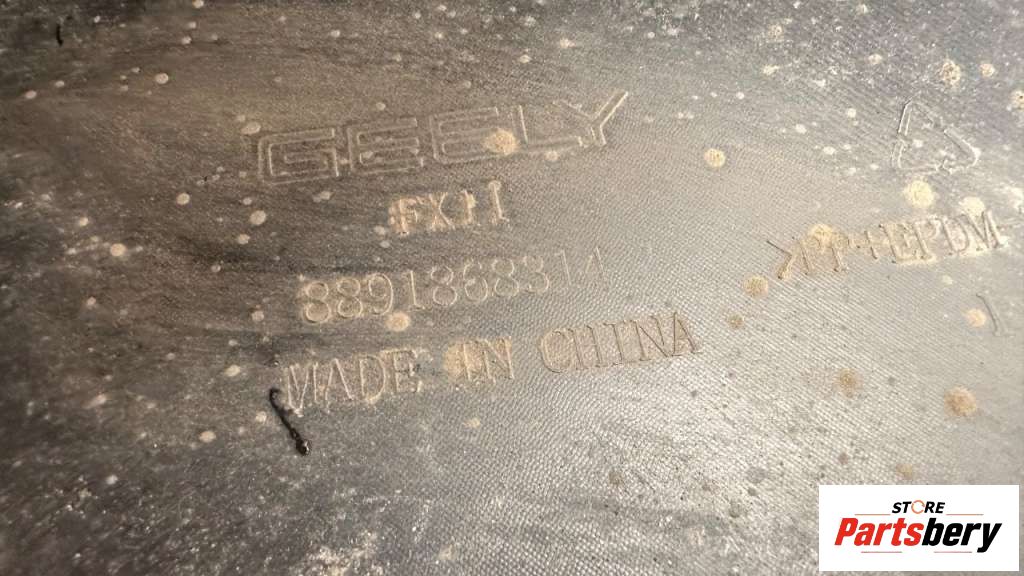 GEELY
FX11
>PP+EPDM
8891868314
MADE IN CHINA
STORE
Partsbery